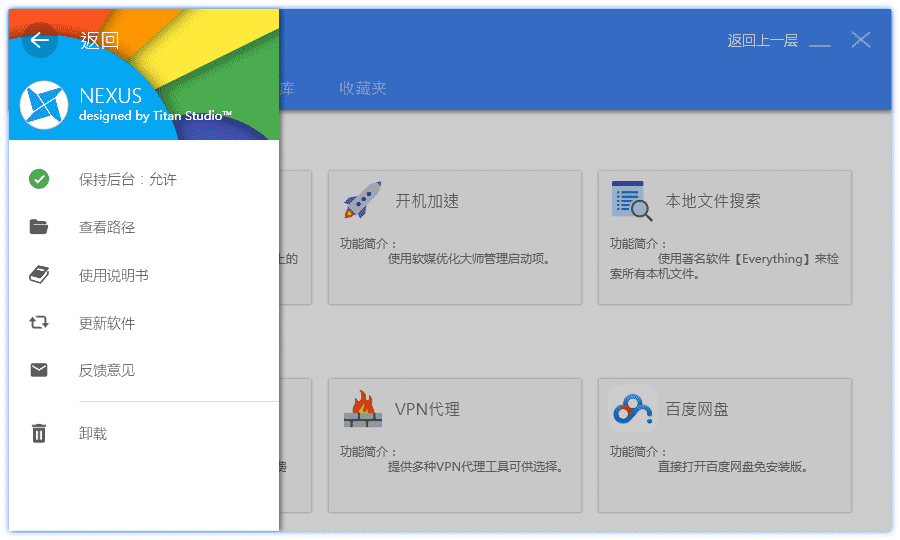 返回
NEXUS
designed by Titan Studio™
保持后台：允许
查看路径
使用说明书
更新软件
反馈意见
卸载
返回上一层
库
收藏夹
上的
开机加速
功能简介：
使用软媒优化大师管理启动项。
本地文件搜索
功能简介：
使用著名软件【Everything】来检
索所有本机文件。
VPN代理
功能简介：
提供多种VPN代理工具可供选择。
百度网盘
功能简介：
直接打开百度网盘免安装版。